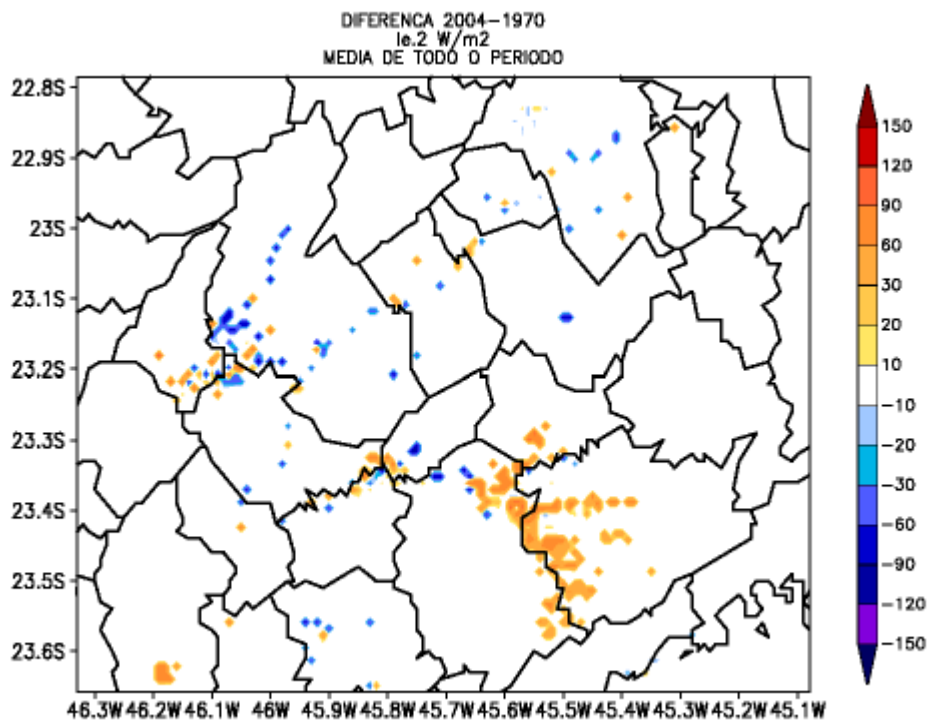 DIFERENCA 2004-1970
le.2 W/m2
MEDIA DE TODO O PERIODO
22.8S
22.9S
23S
23.1S
23.2S
23.3S
23.4S
23.5S
23.6S
46.3W 46.2W 46.1W 46W 45.9W 45.8W 45.7W 45.6W 45.5W 45.4W 45.3W 45.2W 45.1W
150
120
90
60
30
20
10
-10
-20
-30
-60
-90
-120
-150